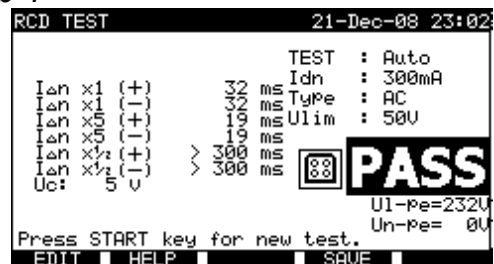 RCD TEST 21-Dec-08 23:02
TEST : Auto
Idn : 300mA
Type : AC
Ulim : 50V
IΔn x1 (+) 32 ms
IΔn x1 (-) 32 ms
IΔn x5 (+) 19 ms
IΔn x5 (-) 19 ms
IΔn x½ (+) > 300 ms
IΔn x½ (-) > 300 ms
Uc: 5 V
PASS
Ul-pe=232V
Un-pe= 0V
Press START key for new test.
EDIT HELP SAVE